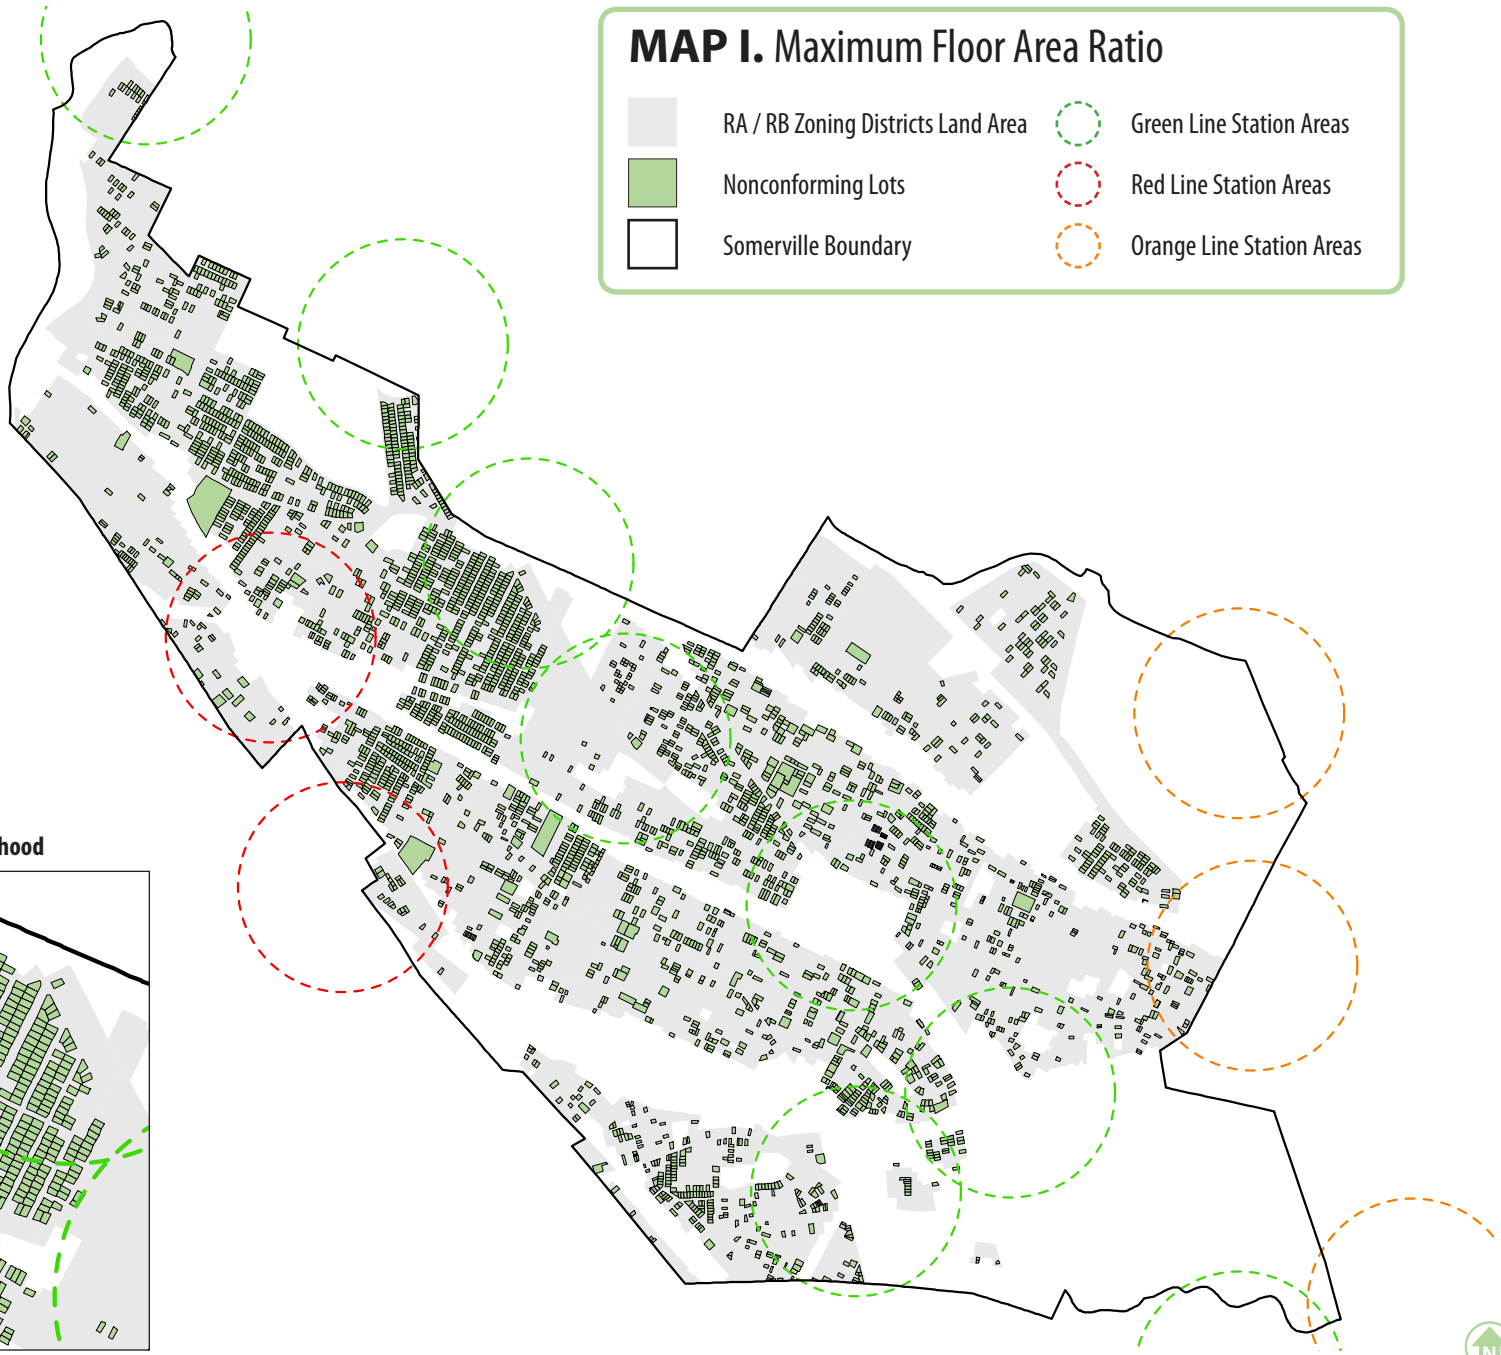 MAP I. Maximum Floor Area Ratio
RA / RB Zoning Districts Land Area
Green Line Station Areas
Nonconforming Lots
Red Line Station Areas
Somerville Boundary
Orange Line Station Areas
hood
N